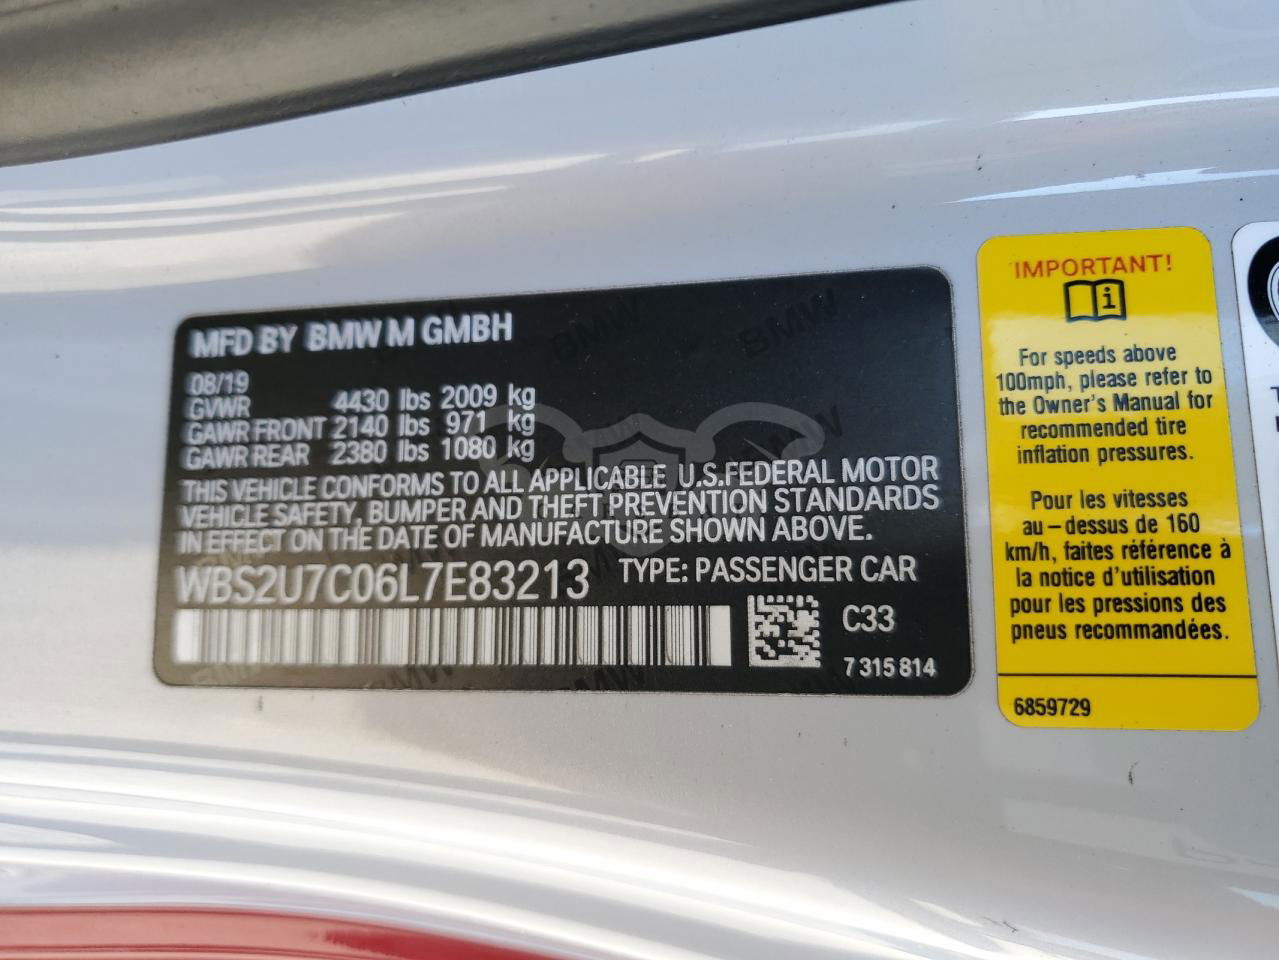 MFD BY BMW M GMBH
08/19
GVWR 4430 lbs 2009 kg
GAWR FRONT 2140 lbs 971 kg
GAWR REAR 2380 lbs 1080 kg
THIS VEHICLE CONFORMS TO ALL APPLICABLE U.S.FEDERAL MOTOR
VEHICLE SAFETY, BUMPER AND THEFT PREVENTION STANDARDS
IN EFFECT ON THE DATE OF MANUFACTURE SHOWN ABOVE.
WBS2U7C06L7E83213 TYPE: PASSENGER CAR
C33
7 315 814
IMPORTANT!
For speeds above
100mph, please refer to
the Owner's Manual for
recommended tire
inflation pressures.
Pour les vitesses
au-dessus de 160
km/h, faites référence à
la notice d'utilisation
pour les pressions des
pneus recommandées.
6859729